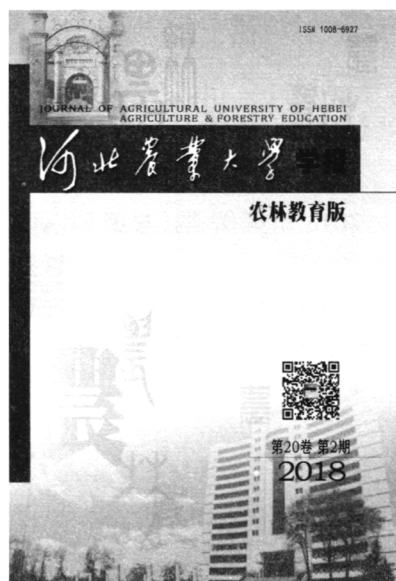 ISSN 1008-6927
JOURNAL OF AGRICULTURAL UNIVERSITY OF HEBEI
AGRICULTURE & FORESTRY EDUCATION
河北农业大学学报
农林教育版
第20卷 第2期
2018